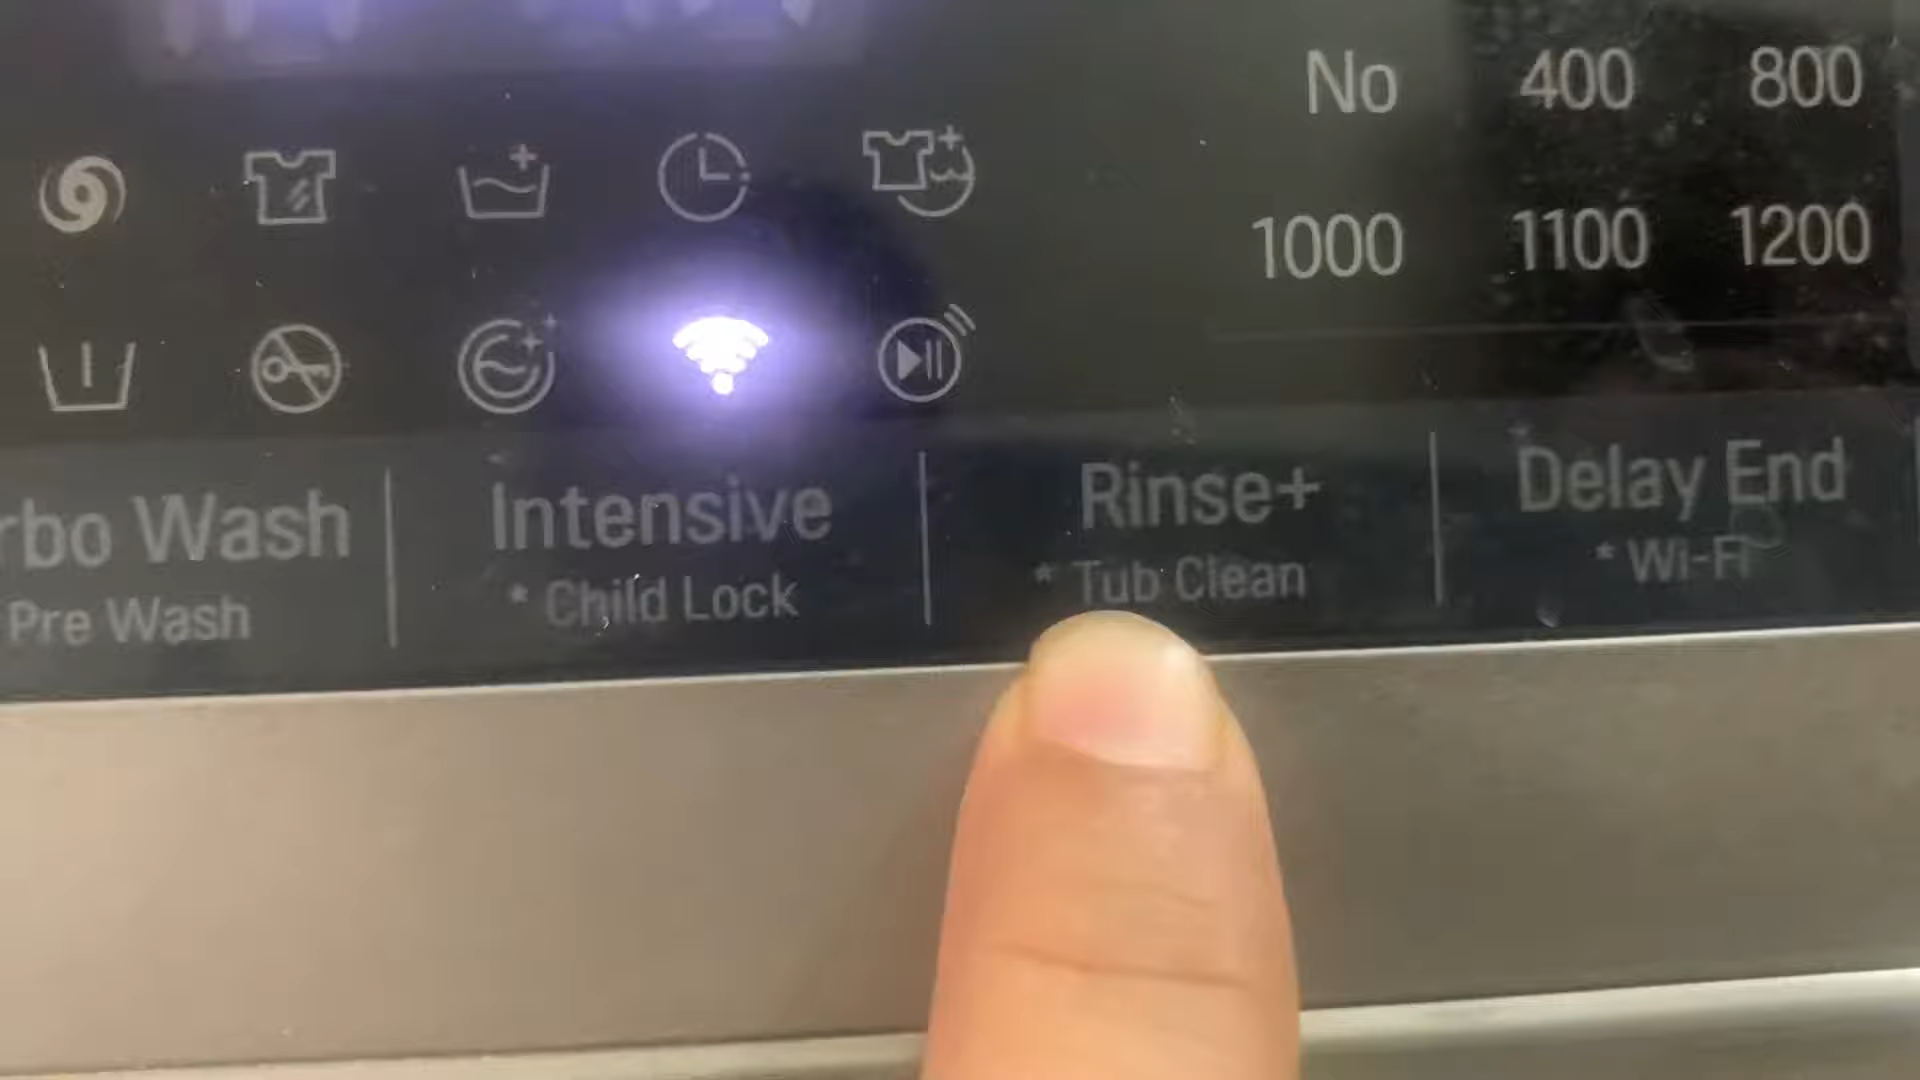 No 400 800
1000 1100 1200
rbo Wash Intensive Rinse+ Delay End
Pre Wash * Child Lock * Tub Clean * Wi-Fi